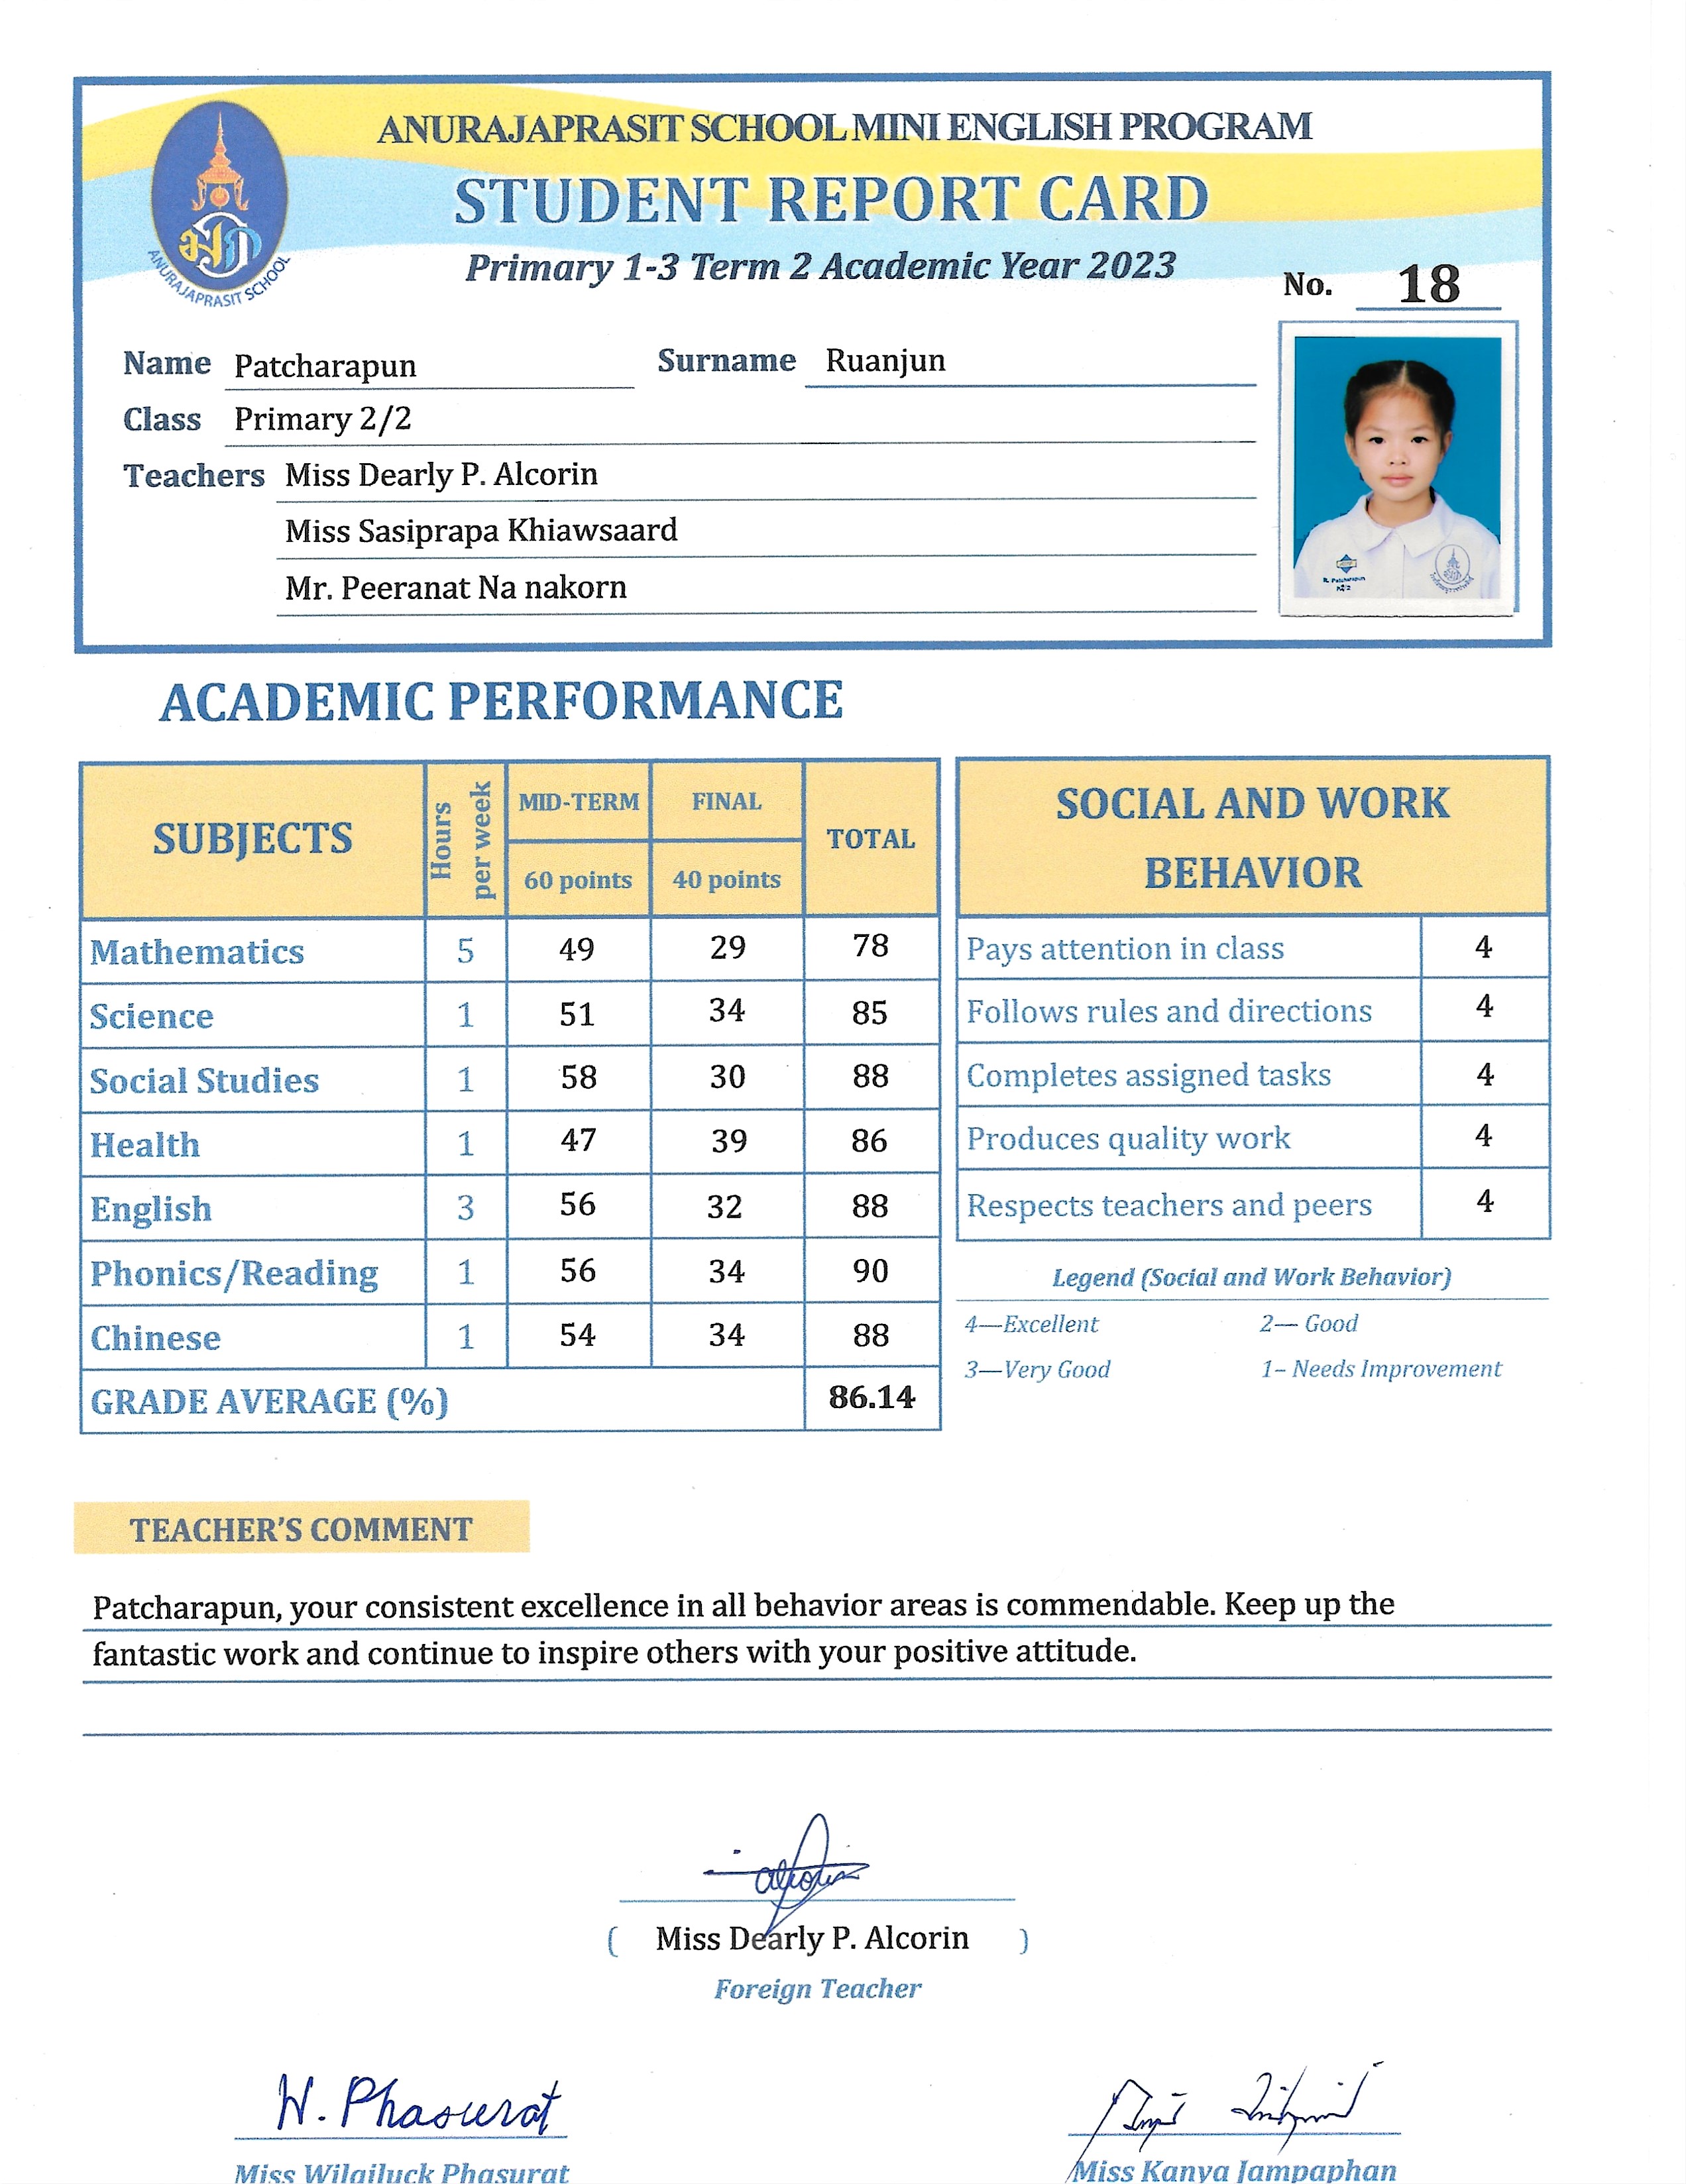 ANURAJAPRASIT SCHOOL MINI ENGLISH PROGRAM
STUDENT REPORT CARD
Primary 1-3 Term 2 Academic Year 2023
ANURAJAPRASIT SCHOOL
No. 18
Name Patcharapun Surname Ruanjun
Class Primary 2/2
Teachers Miss Dearly P. Alcorin
Miss Sasiprapa Khiawsaard
Mr. Peeranat Na nakorn
R. Patcharapun
ACADEMIC PERFORMANCE
SUBJECTS Hours per week MID-TERM FINAL TOTAL
60 points 40 points
Mathematics 5 49 29 78
Science 1 51 34 85
Social Studies 1 58 30 88
Health 1 47 39 86
English 3 56 32 88
Phonics/Reading 1 56 34 90
Chinese 1 54 34 88
GRADE AVERAGE (%) 86.14
SOCIAL AND WORK
BEHAVIOR
Pays attention in class 4
Follows rules and directions 4
Completes assigned tasks 4
Produces quality work 4
Respects teachers and peers 4
Legend (Social and Work Behavior)
4—Excellent 2— Good
3—Very Good 1– Needs Improvement
TEACHER'S COMMENT
Patcharapun, your consistent excellence in all behavior areas is commendable. Keep up the
fantastic work and continue to inspire others with your positive attitude.
( Miss Dearly P. Alcorin )
Foreign Teacher
W. Phasurat
Miss Wilailuck Phasurat Miss Kanya Jampaphan